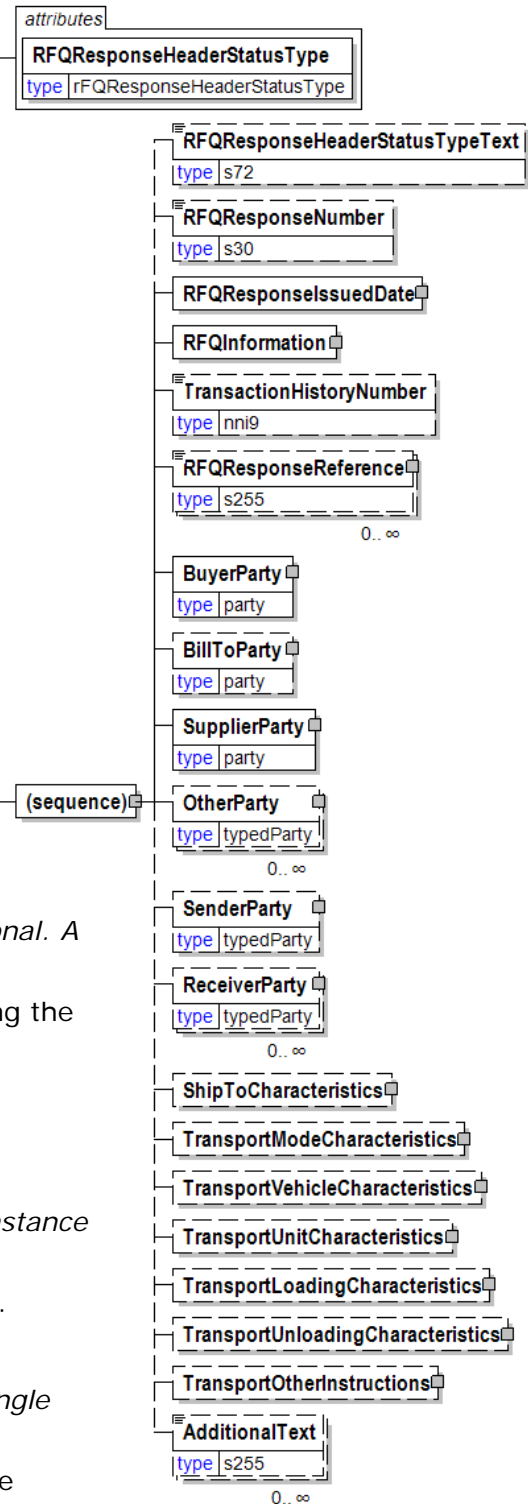 attributes
RFQResponseHeaderStatusType
type rFQResponseHeaderStatusType
RFQResponseHeaderStatusTypeText
type s72
RFQResponseNumber
type s30
RFQResponseIssuedDate
RFQInformation
TransactionHistoryNumber
type nni9
RFQResponseReference
type s255
0.. ∞
BuyerParty
type party
BillToParty
type party
SupplierParty
type party
(sequence)
OtherParty
type typedParty
0.. ∞
SenderParty
type typedParty
ReceiverParty
type typedParty
0.. ∞
ShipToCharacteristics
TransportModeCharacteristics
TransportVehicleCharacteristics
TransportUnitCharacteristics
TransportLoadingCharacteristics
TransportUnloadingCharacteristics
TransportOtherInstructions
AdditionalText
type s255
0.. ∞
onal. A
ng the
nstance
.
ngle
e